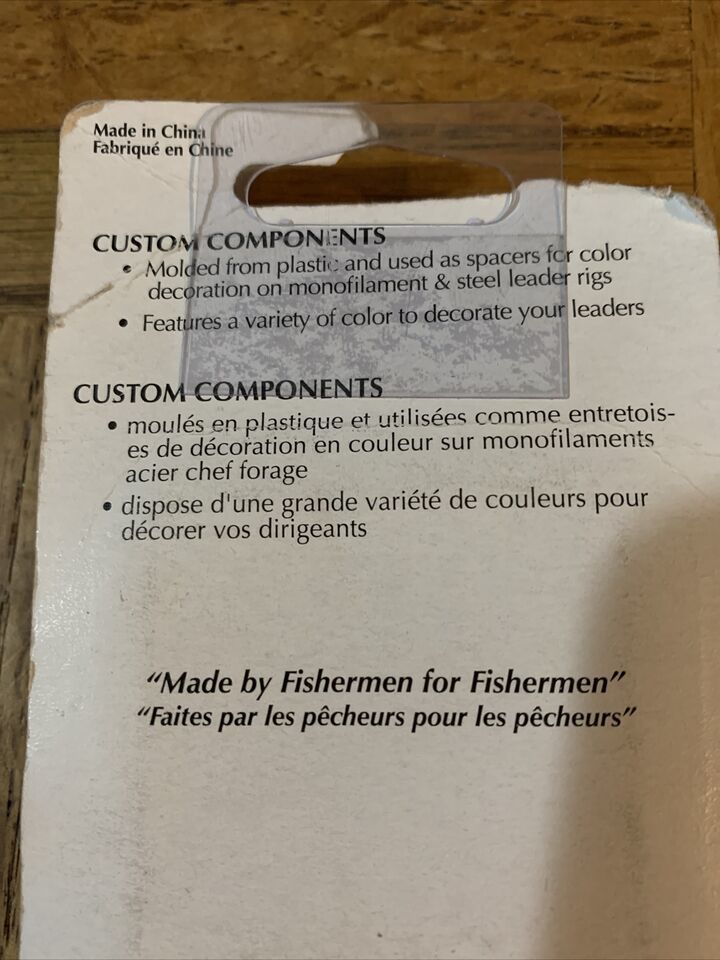 Made in China
Fabriqué en Chine
CUSTOM COMPONENTS
• Molded from plastic and used as spacers for color
decoration on monofilament & steel leader rigs
• Features a variety of color to decorate your leaders
CUSTOM COMPONENTS
• moulés en plastique et utilisées comme entretois-
es de décoration en couleur sur monofilaments
acier chef forage
• dispose d'une grande variété de couleurs pour
décorer vos dirigeants
“Made by Fishermen for Fishermen”
“Faites par les pêcheurs pour les pêcheurs”